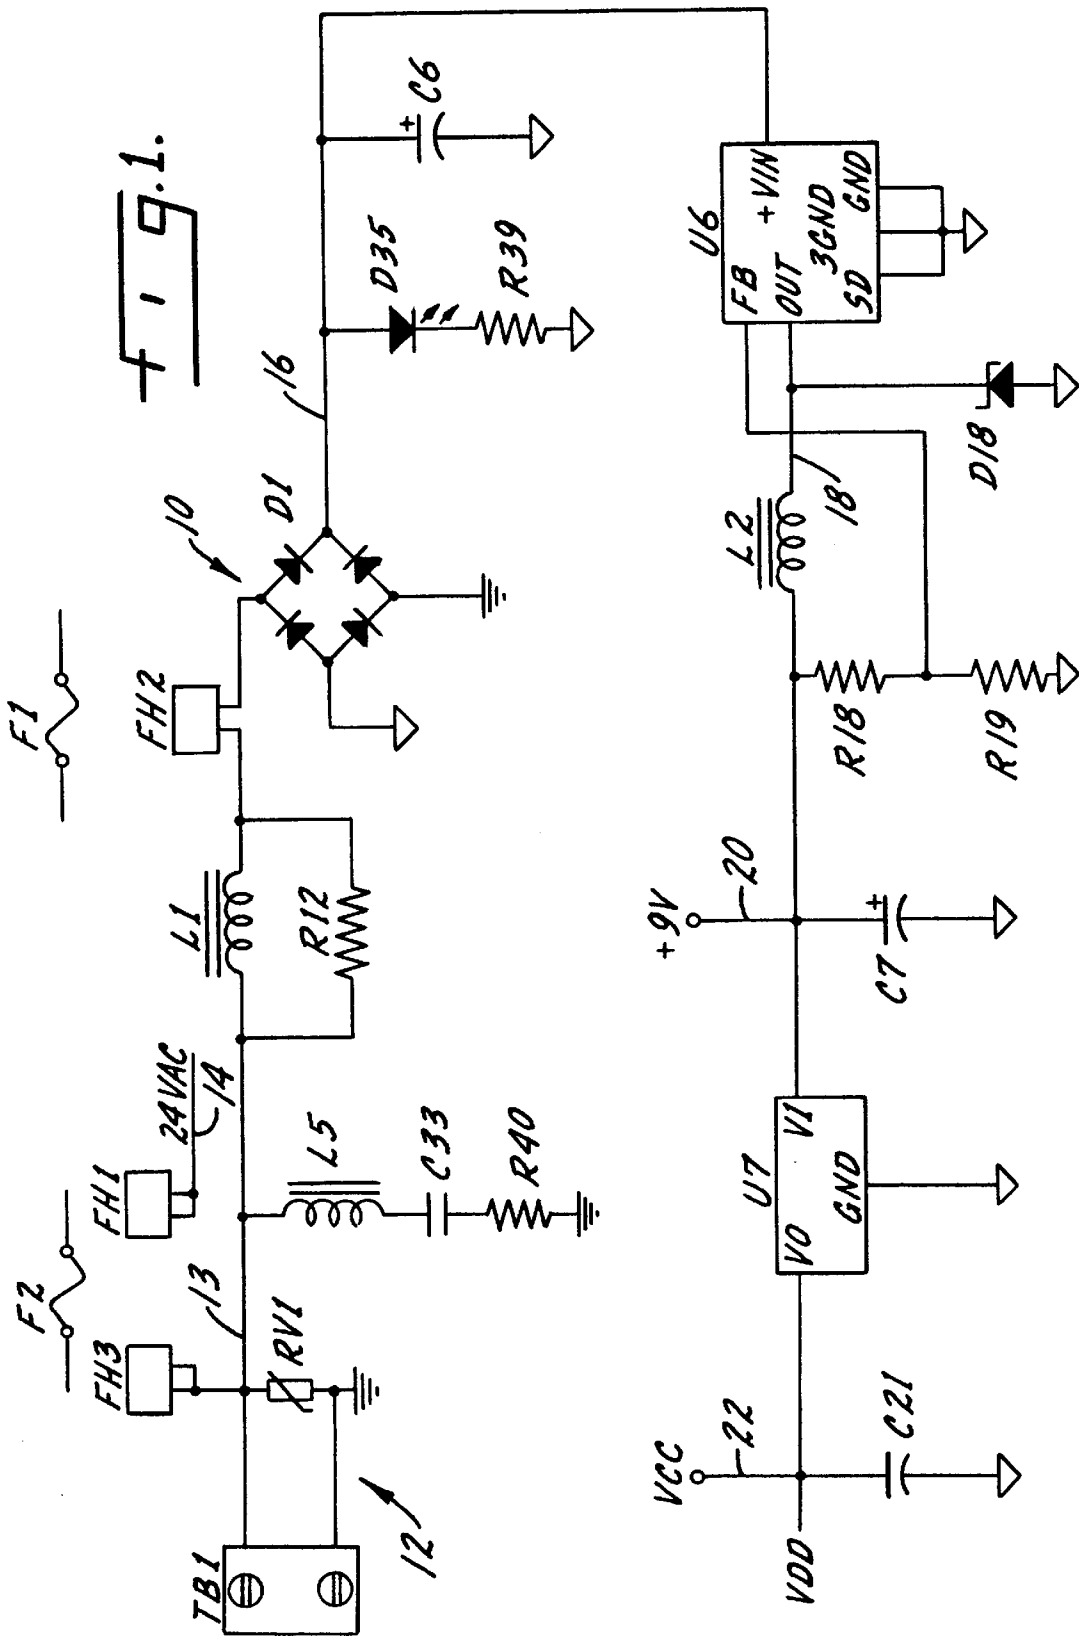 Fig.1.
F2
F1
FH3
FH1
24VAC
14
L1
FH2
10
D1
16
D35
C6
R39
TB1
13
RV1
12
L5
C33
R40
R12
VCC
22
VDD
C21
U7
VO
VI
GND
+9V
20
C7
R18
R19
L2
18
D18
U6
FB
+VIN
OUT
3GND
SD
GND